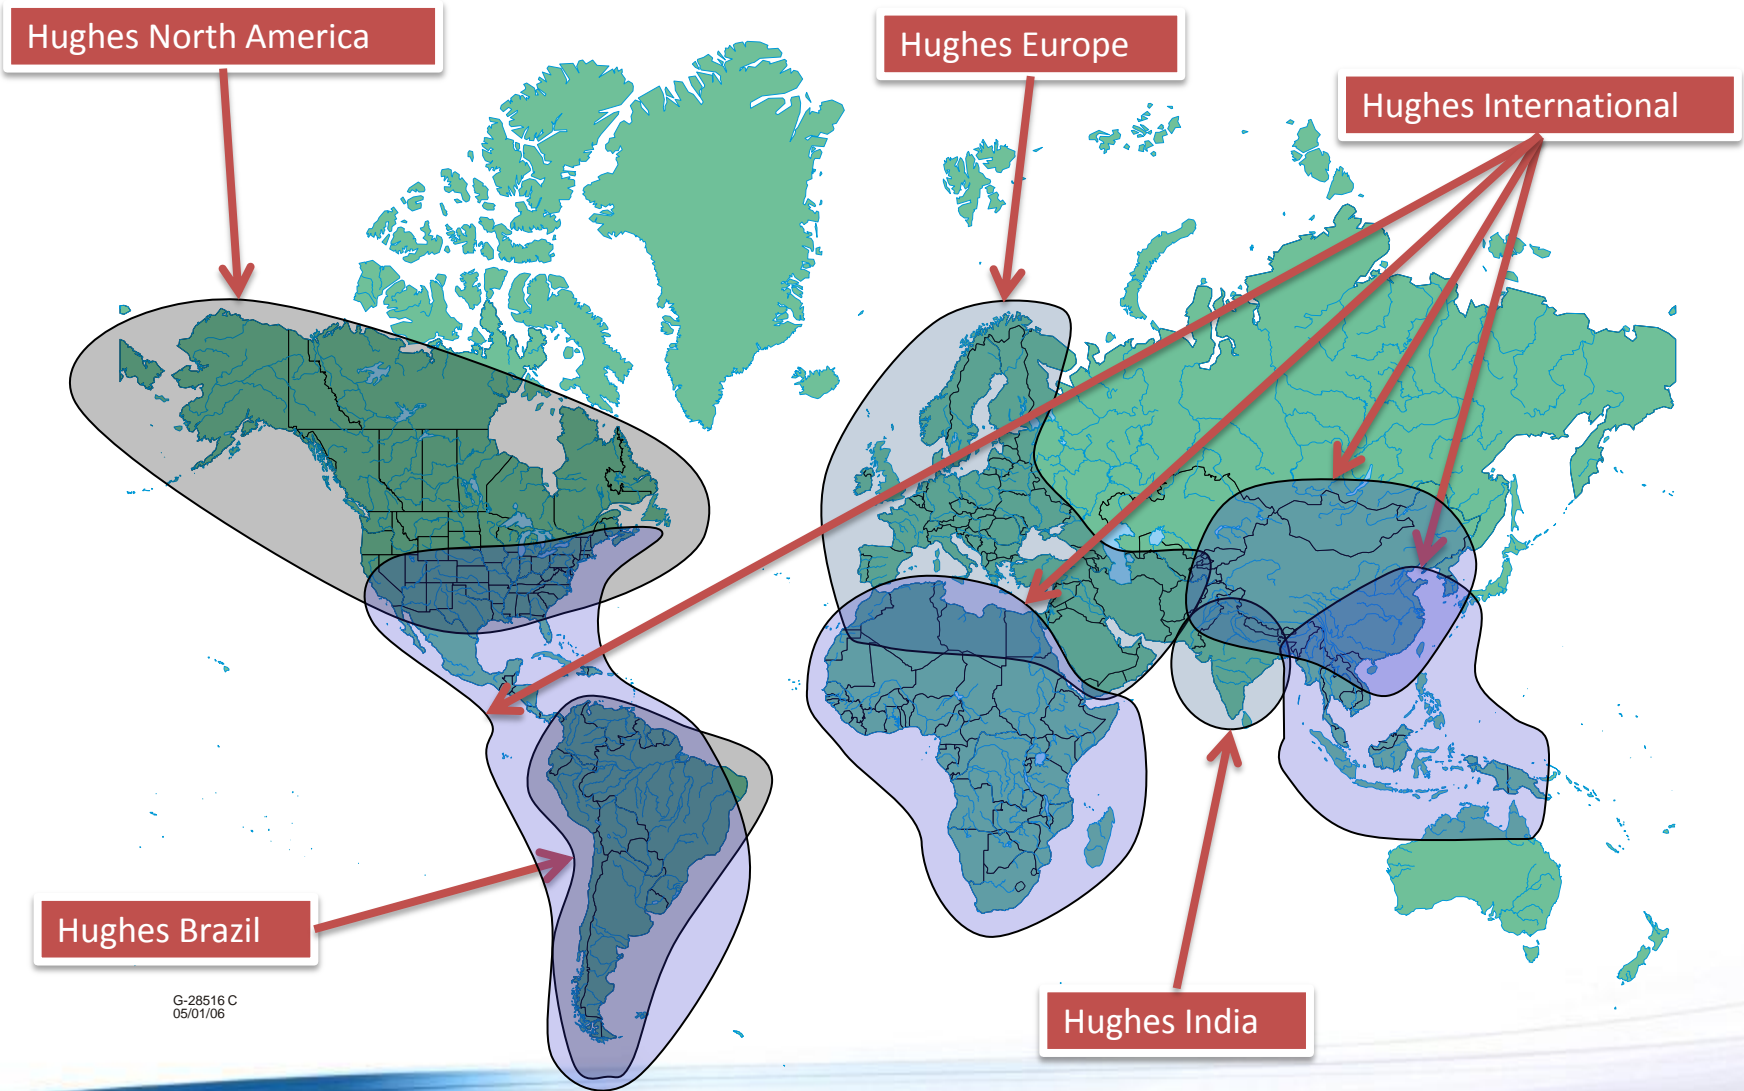 Hughes North America
Hughes Europe
Hughes International
Hughes Brazil
G-28516 C
05/01/06
Hughes India